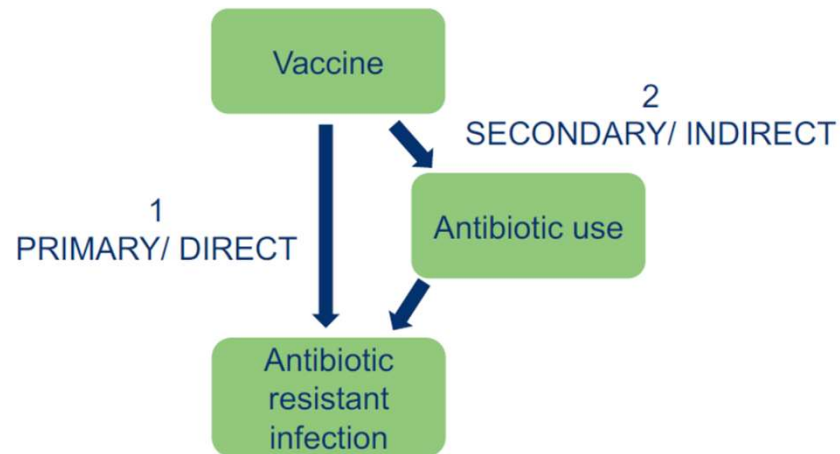 Vaccine
2
SECONDARY/ INDIRECT
1
PRIMARY/ DIRECT
Antibiotic use
Antibiotic
resistant
infection